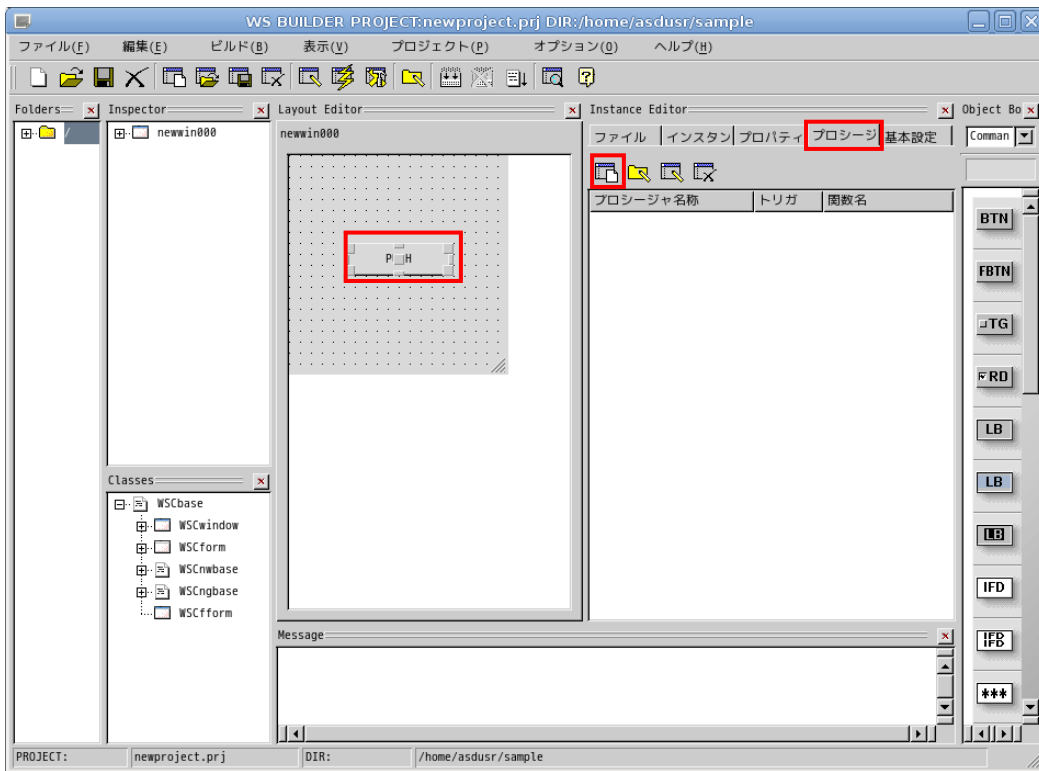 WS BUILDER PROJECT:newproject.prj DIR:/home/asdusr/sample
ファイル(F) 編集(E) ビルド(B) 表示(V) プロジェクト(P) オプション(O) ヘルプ(H)
Folders
/
Inspector
newwin000
Layout Editor
newwin000
Instance Editor
ファイル インスタン プロパティ プロシージ 基本設定
プロシージャ名称 トリガ 関数名
Object Bo
Comman
BTN
FBTN
TG
RD
LB
LB
LB
IFD
IFD
IFD
***
Classes
WSCbase
WSCwindow
WSCform
WSCnwbase
WSCngbase
WSCfform
Message
PROJECT: newproject.prj DIR: /home/asdusr/sample